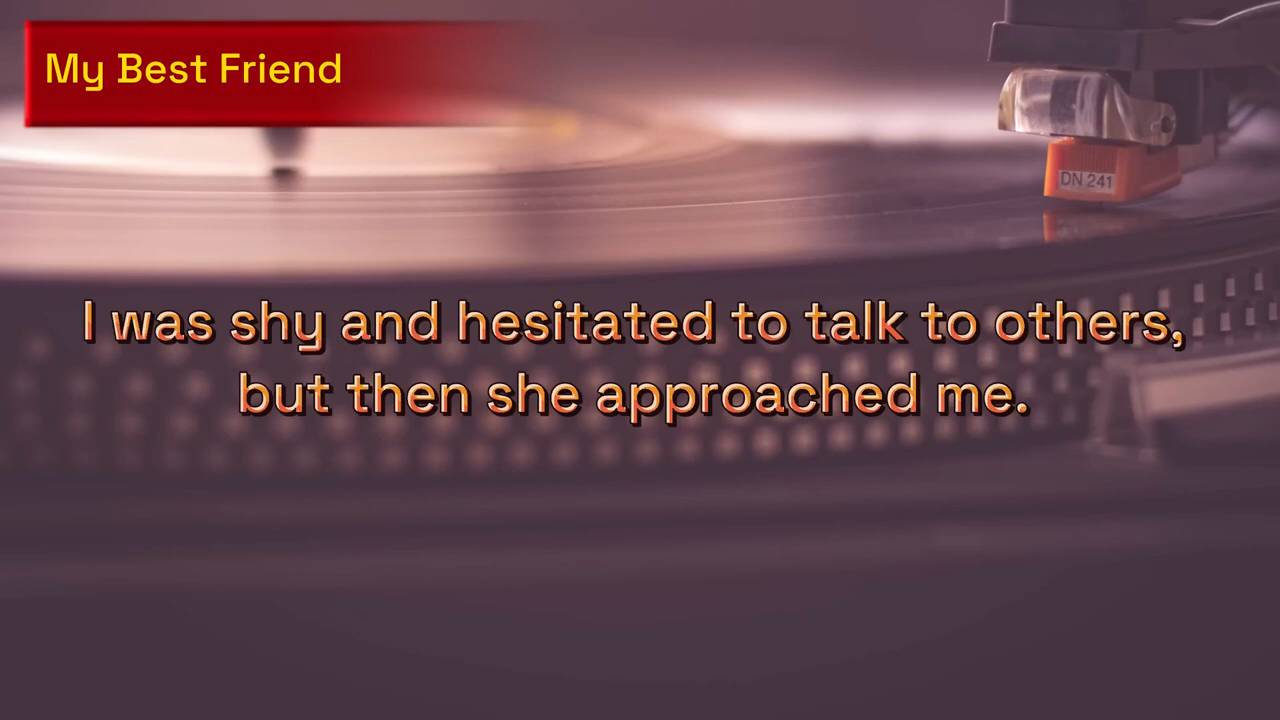 My Best Friend
DN 241
I was shy and hesitated to talk to others,
but then she approached me.